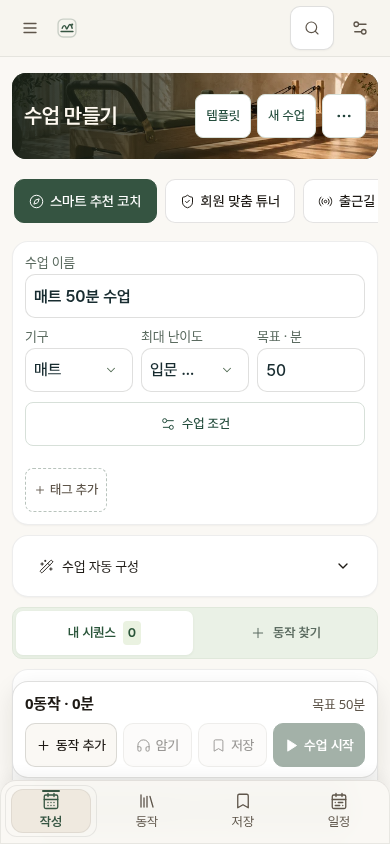 수업 만들기
템플릿
새 수업
스마트 추천 코치
회원 맞춤 튜너
출근길
수업 이름
매트 50분 수업
기구
최대 난이도
목표 · 분
매트
입문 ...
50
수업 조건
+ 태그 추가
수업 자동 구성
내 시퀀스 0
+ 동작 찾기
0동작 · 0분
목표 50분
+ 동작 추가
암기
저장
수업 시작
작성
동작
저장
일정